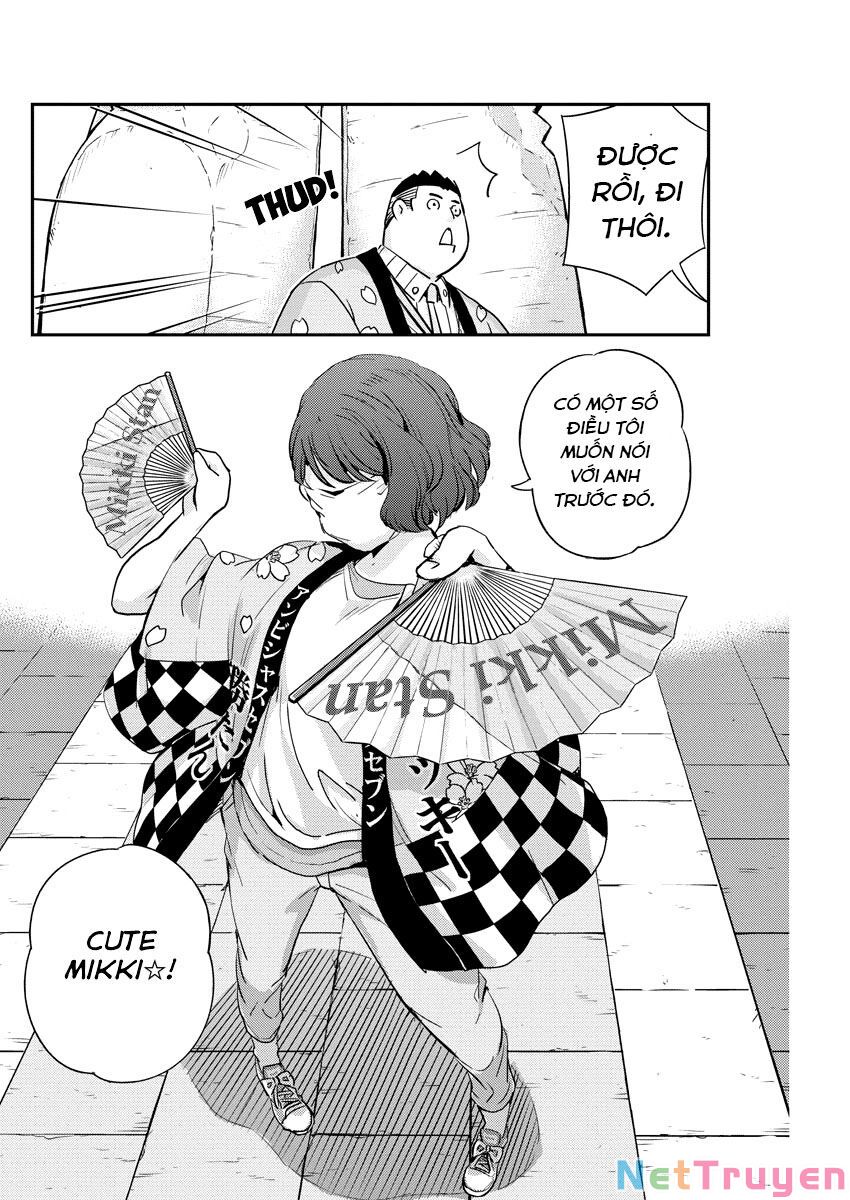 ĐƯỢC
RỒI, ĐI
THÔI.
THUD!
CÓ MỘT SỐ
ĐIỀU TÔI
MUỐN NÓI
VỚI ANH
TRƯỚC ĐÓ.
Mikki Stan
Mikki Stan
アンビシャスセブン
セブン
ッキー
CUTE
MIKKI☆!
NetTruyen